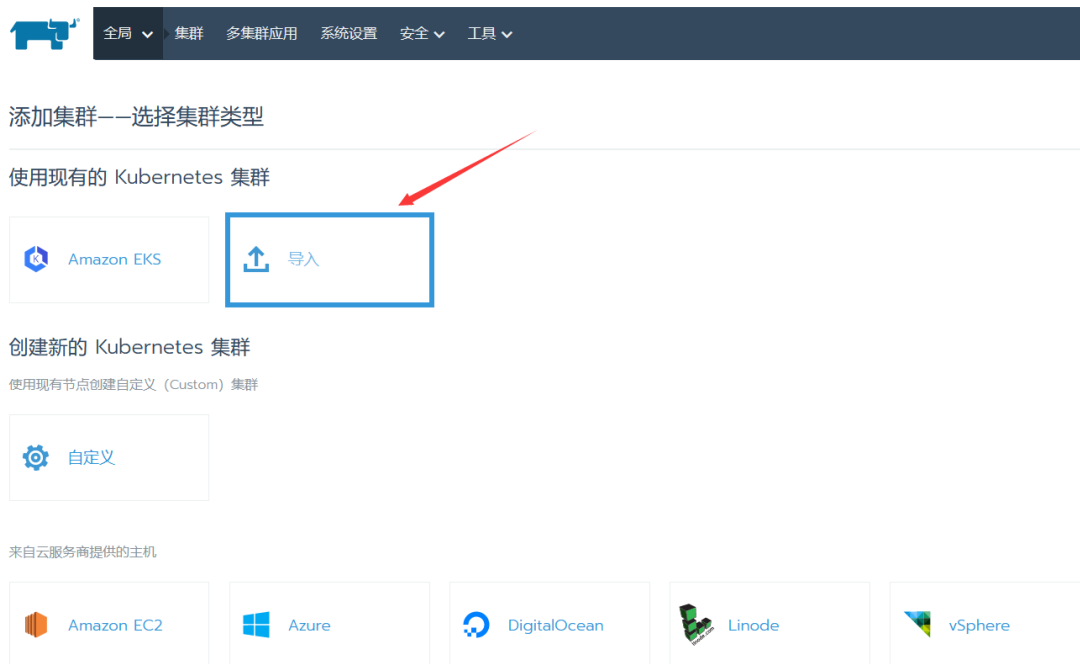 全局 集群 多集群应用 系统设置 安全 工具
添加集群——选择集群类型
使用现有的 Kubernetes 集群
Amazon EKS 导入
创建新的 Kubernetes 集群
使用现有节点创建自定义（Custom）集群
自定义
来自云服务商提供的主机
Amazon EC2 Azure DigitalOcean Linode vSphere